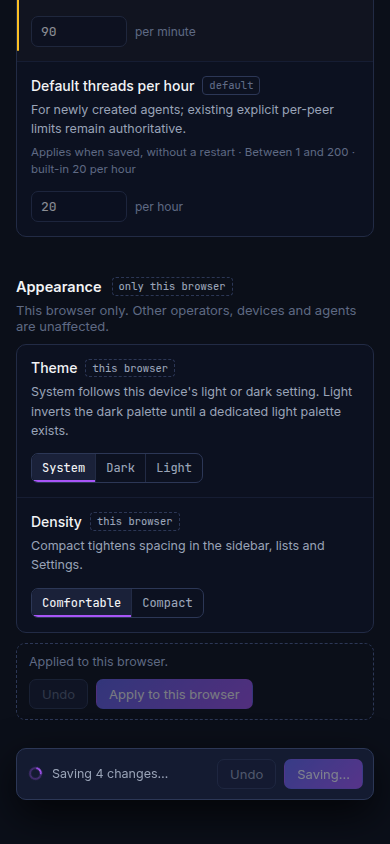 90 per minute
Default threads per hour default
For newly created agents; existing explicit per-peer
limits remain authoritative.
Applies when saved, without a restart · Between 1 and 200 ·
built-in 20 per hour
20 per hour
Appearance only this browser
This browser only. Other operators, devices and agents
are unaffected.
Theme this browser
System follows this device's light or dark setting. Light
inverts the dark palette until a dedicated light palette
exists.
System Dark Light
Density this browser
Compact tightens spacing in the sidebar, lists and
Settings.
Comfortable Compact
Applied to this browser.
Undo Apply to this browser
Saving 4 changes... Undo Saving...